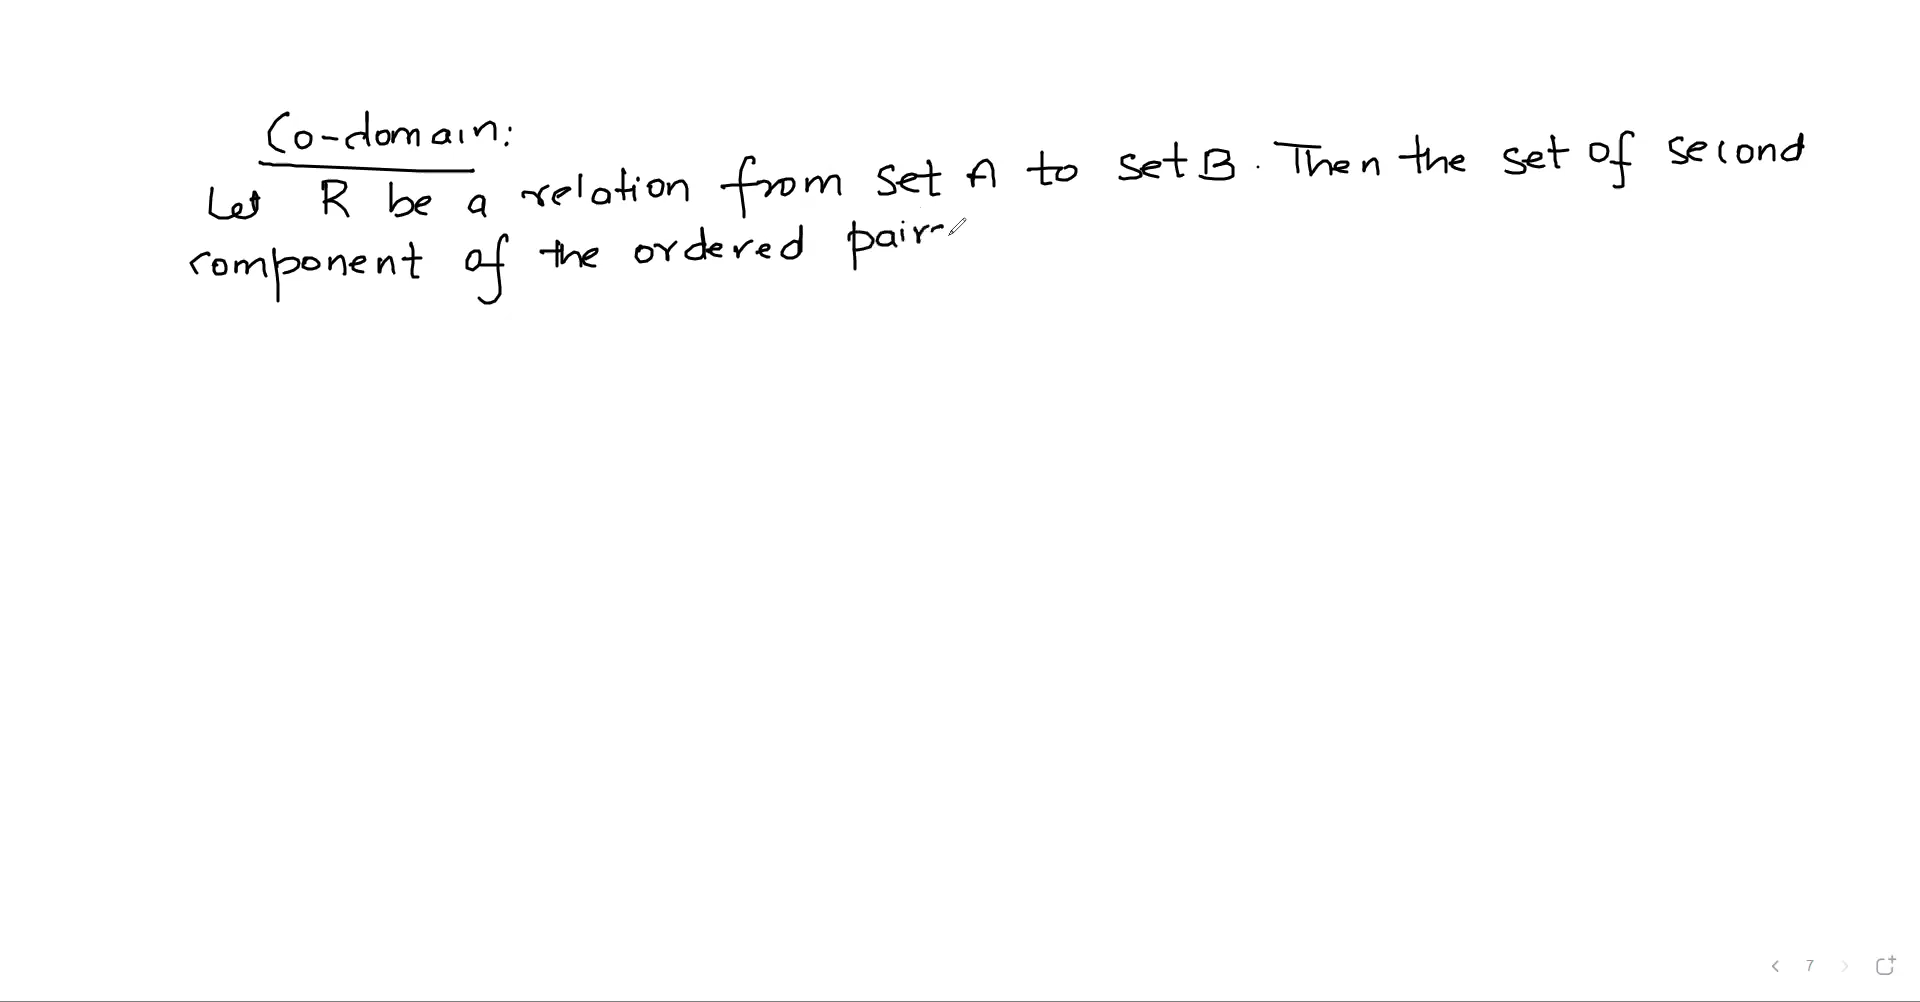 Co-domain:
Let R be a relation from set A to set B. Then the set of second
component of the ordered pair
7